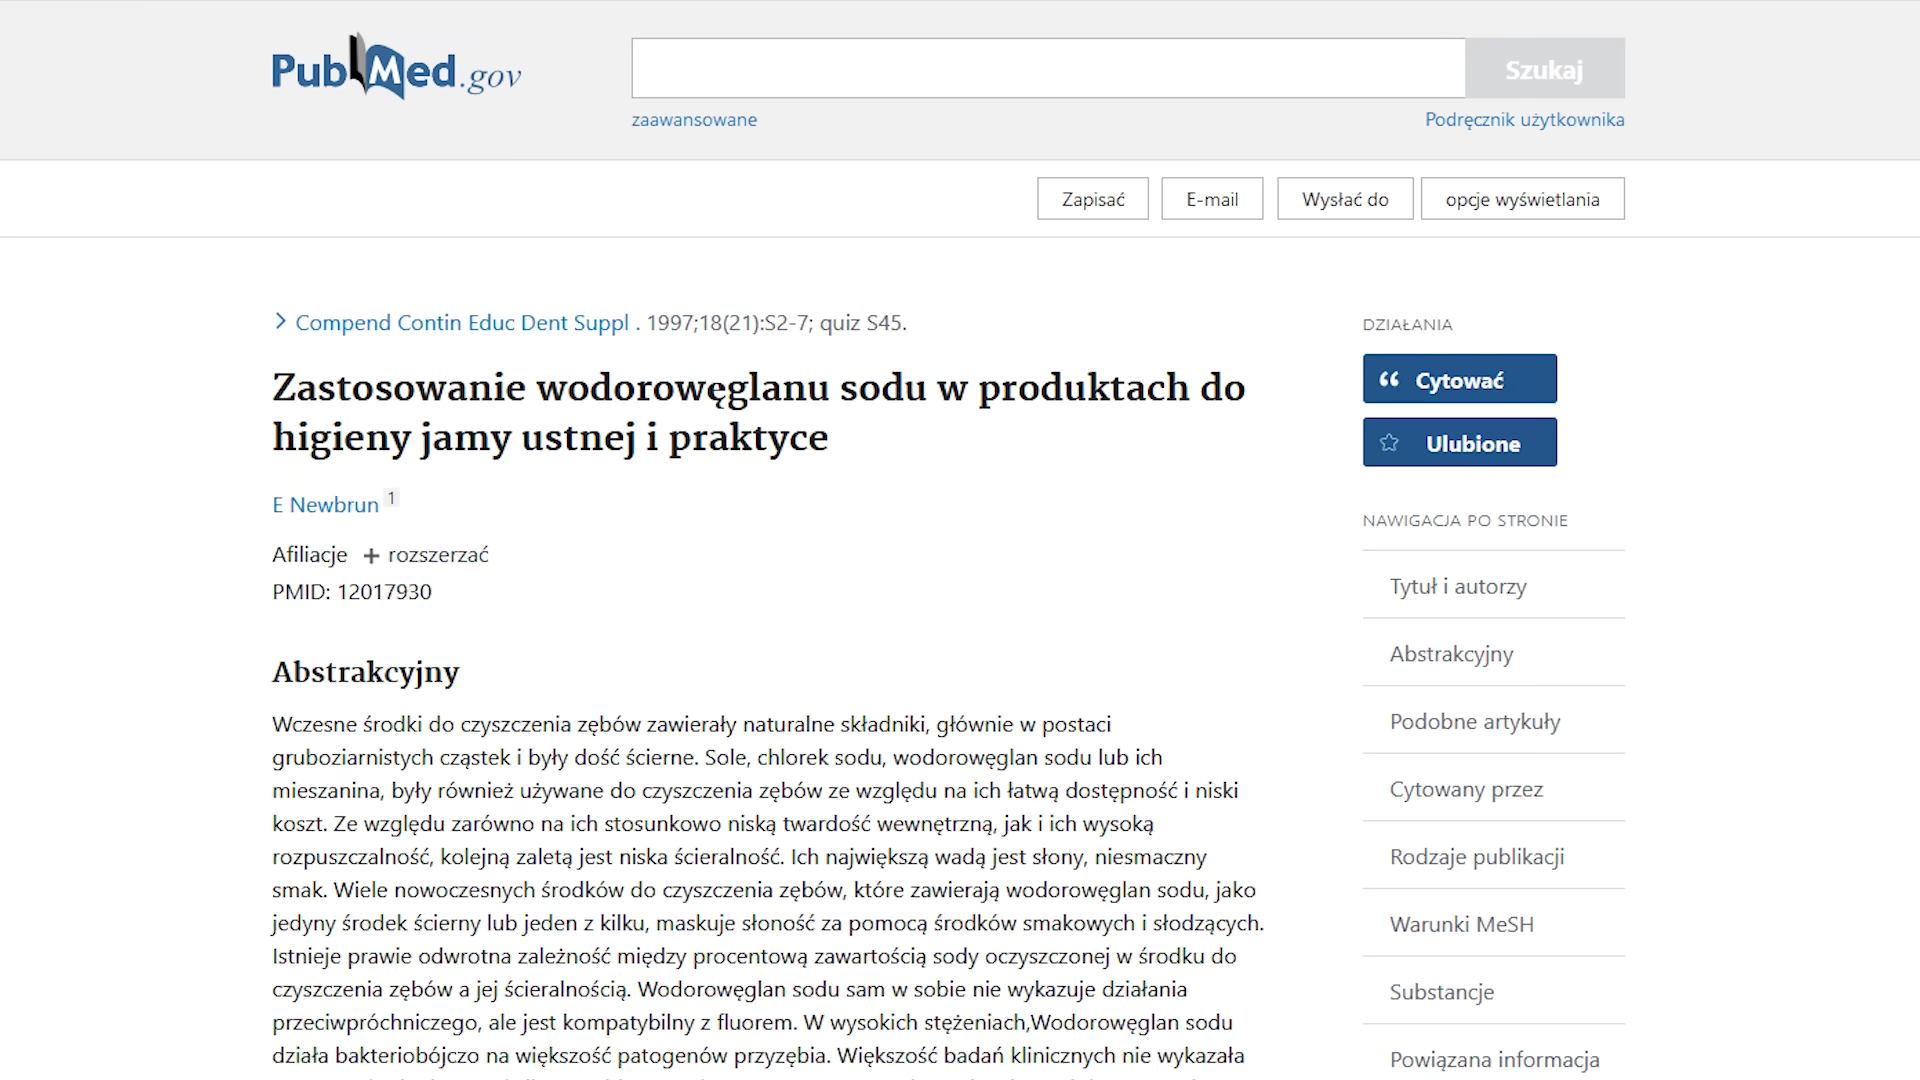 PubMed.gov
Szukaj
zaawansowane
Podręcznik użytkownika
Zapisać
E-mail
Wysłać do
opcje wyświetlania
Compend Contin Educ Dent Suppl . 1997;18(21):S2-7; quiz S45.
Zastosowanie wodorowęglanu sodu w produktach do
higieny jamy ustnej i praktyce
E Newbrun 1
Afiliacje + rozszerzać
PMID: 12017930
Abstrakcyjny
Wczesne środki do czyszczenia zębów zawierały naturalne składniki, głównie w postaci
gruboziarnistych cząstek i były dość ścierne. Sole, chlorek sodu, wodorowęglan sodu lub ich
mieszanina, były również używane do czyszczenia zębów ze względu na ich łatwą dostępność i niski
koszt. Ze względu zarówno na ich stosunkowo niską twardość wewnętrzną, jak i ich wysoką
rozpuszczalność, kolejną zaletą jest niska ścieralność. Ich największą wadą jest słony, niesmaczny
smak. Wiele nowoczesnych środków do czyszczenia zębów, które zawierają wodorowęglan sodu, jako
jedyny środek ścierny lub jeden z kilku, maskuje słoność za pomocą środków smakowych i słodzących.
Istnieje prawie odwrotna zależność między procentową zawartością sody oczyszczonej w środku do
czyszczenia zębów a jej ścieralnością. Wodorowęglan sodu sam w sobie nie wykazuje działania
przeciwpróchniczego, ale jest kompatybilny z fluorem. W wysokich stężeniach,Wodorowęglan sodu
działa bakteriobójczo na większość patogenów przyzębia. Większość badań klinicznych nie wykazała
DZIAŁANIA
Cytować
Ulubione
NAWIGACJA PO STRONIE
Tytuł i autorzy
Abstrakcyjny
Podobne artykuły
Cytowany przez
Rodzaje publikacji
Warunki MeSH
Substancje
Powiązana informacja